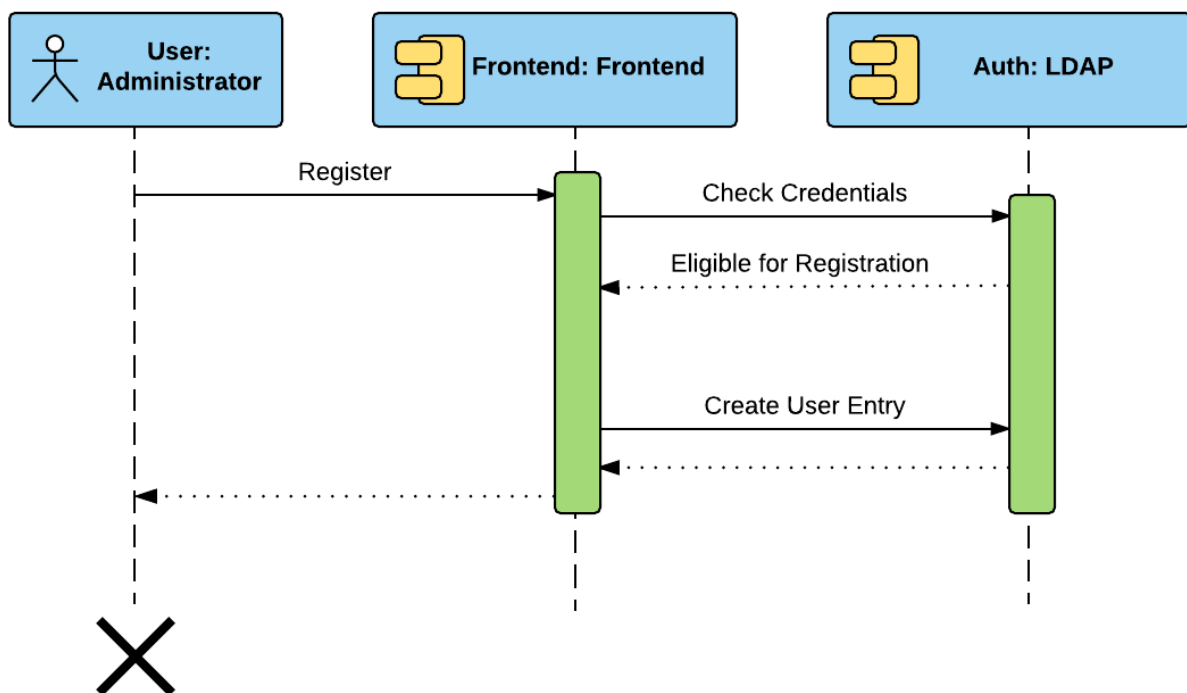 User:
Administrator
Frontend: Frontend
Auth: LDAP
Register
Check Credentials
Eligible for Registration
Create User Entry